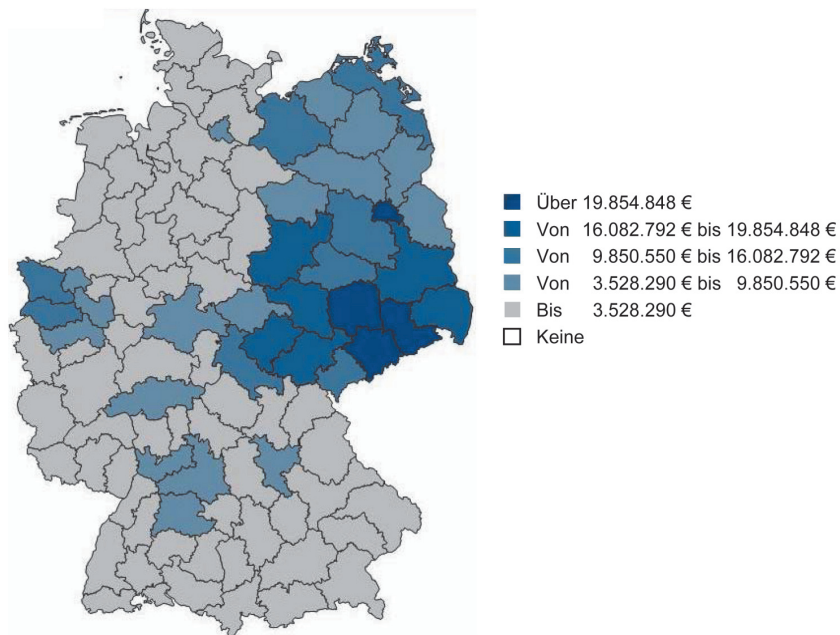 Über 19.854.848 €
Von 16.082.792 € bis 19.854.848 €
Von 9.850.550 € bis 16.082.792 €
Von 3.528.290 € bis 9.850.550 €
Bis 3.528.290 €
Keine